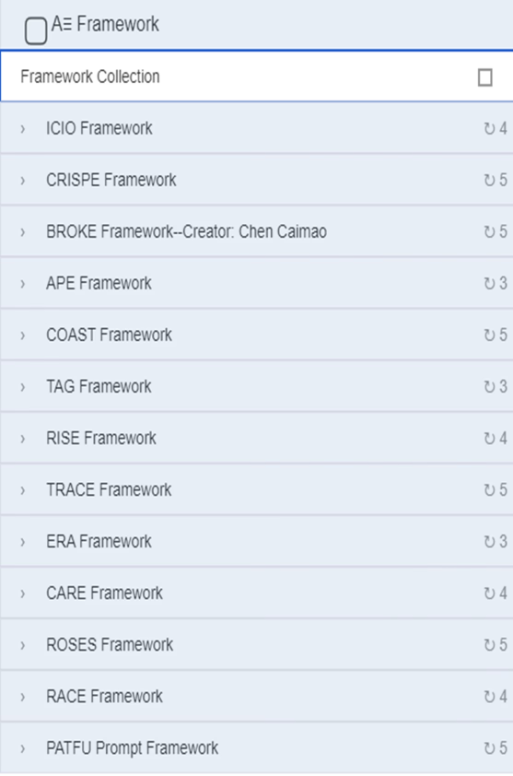 A≡ Framework
Framework Collection
ICIO Framework ↻ 4
CRISPE Framework ↻ 5
BROKE Framework--Creator: Chen Caimao ↻ 5
APE Framework ↻ 3
COAST Framework ↻ 5
TAG Framework ↻ 3
RISE Framework ↻ 4
TRACE Framework ↻ 5
ERA Framework ↻ 3
CARE Framework ↻ 4
ROSES Framework ↻ 5
RACE Framework ↻ 4
PATFU Prompt Framework ↻ 5